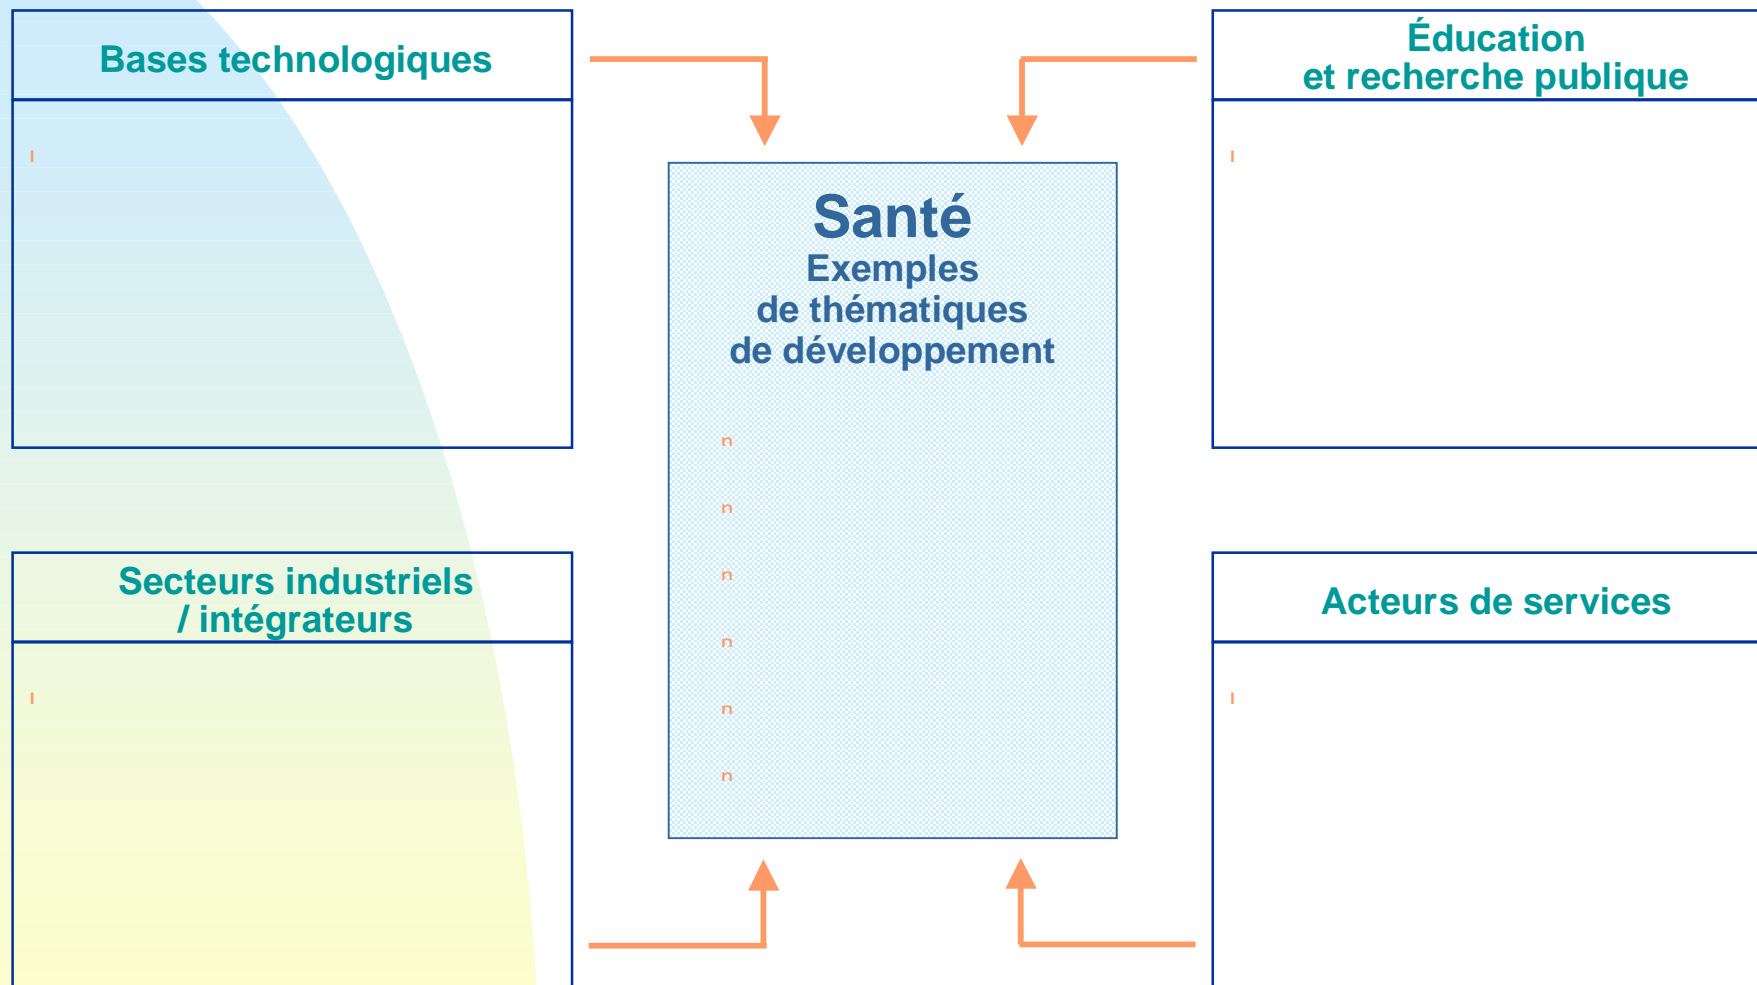 Bases technologiques
Éducation
et recherche publique
Santé
Exemples
de thématiques
de développement
n
n
n
n
n
n
Secteurs industriels
/ intégrateurs
Acteurs de services